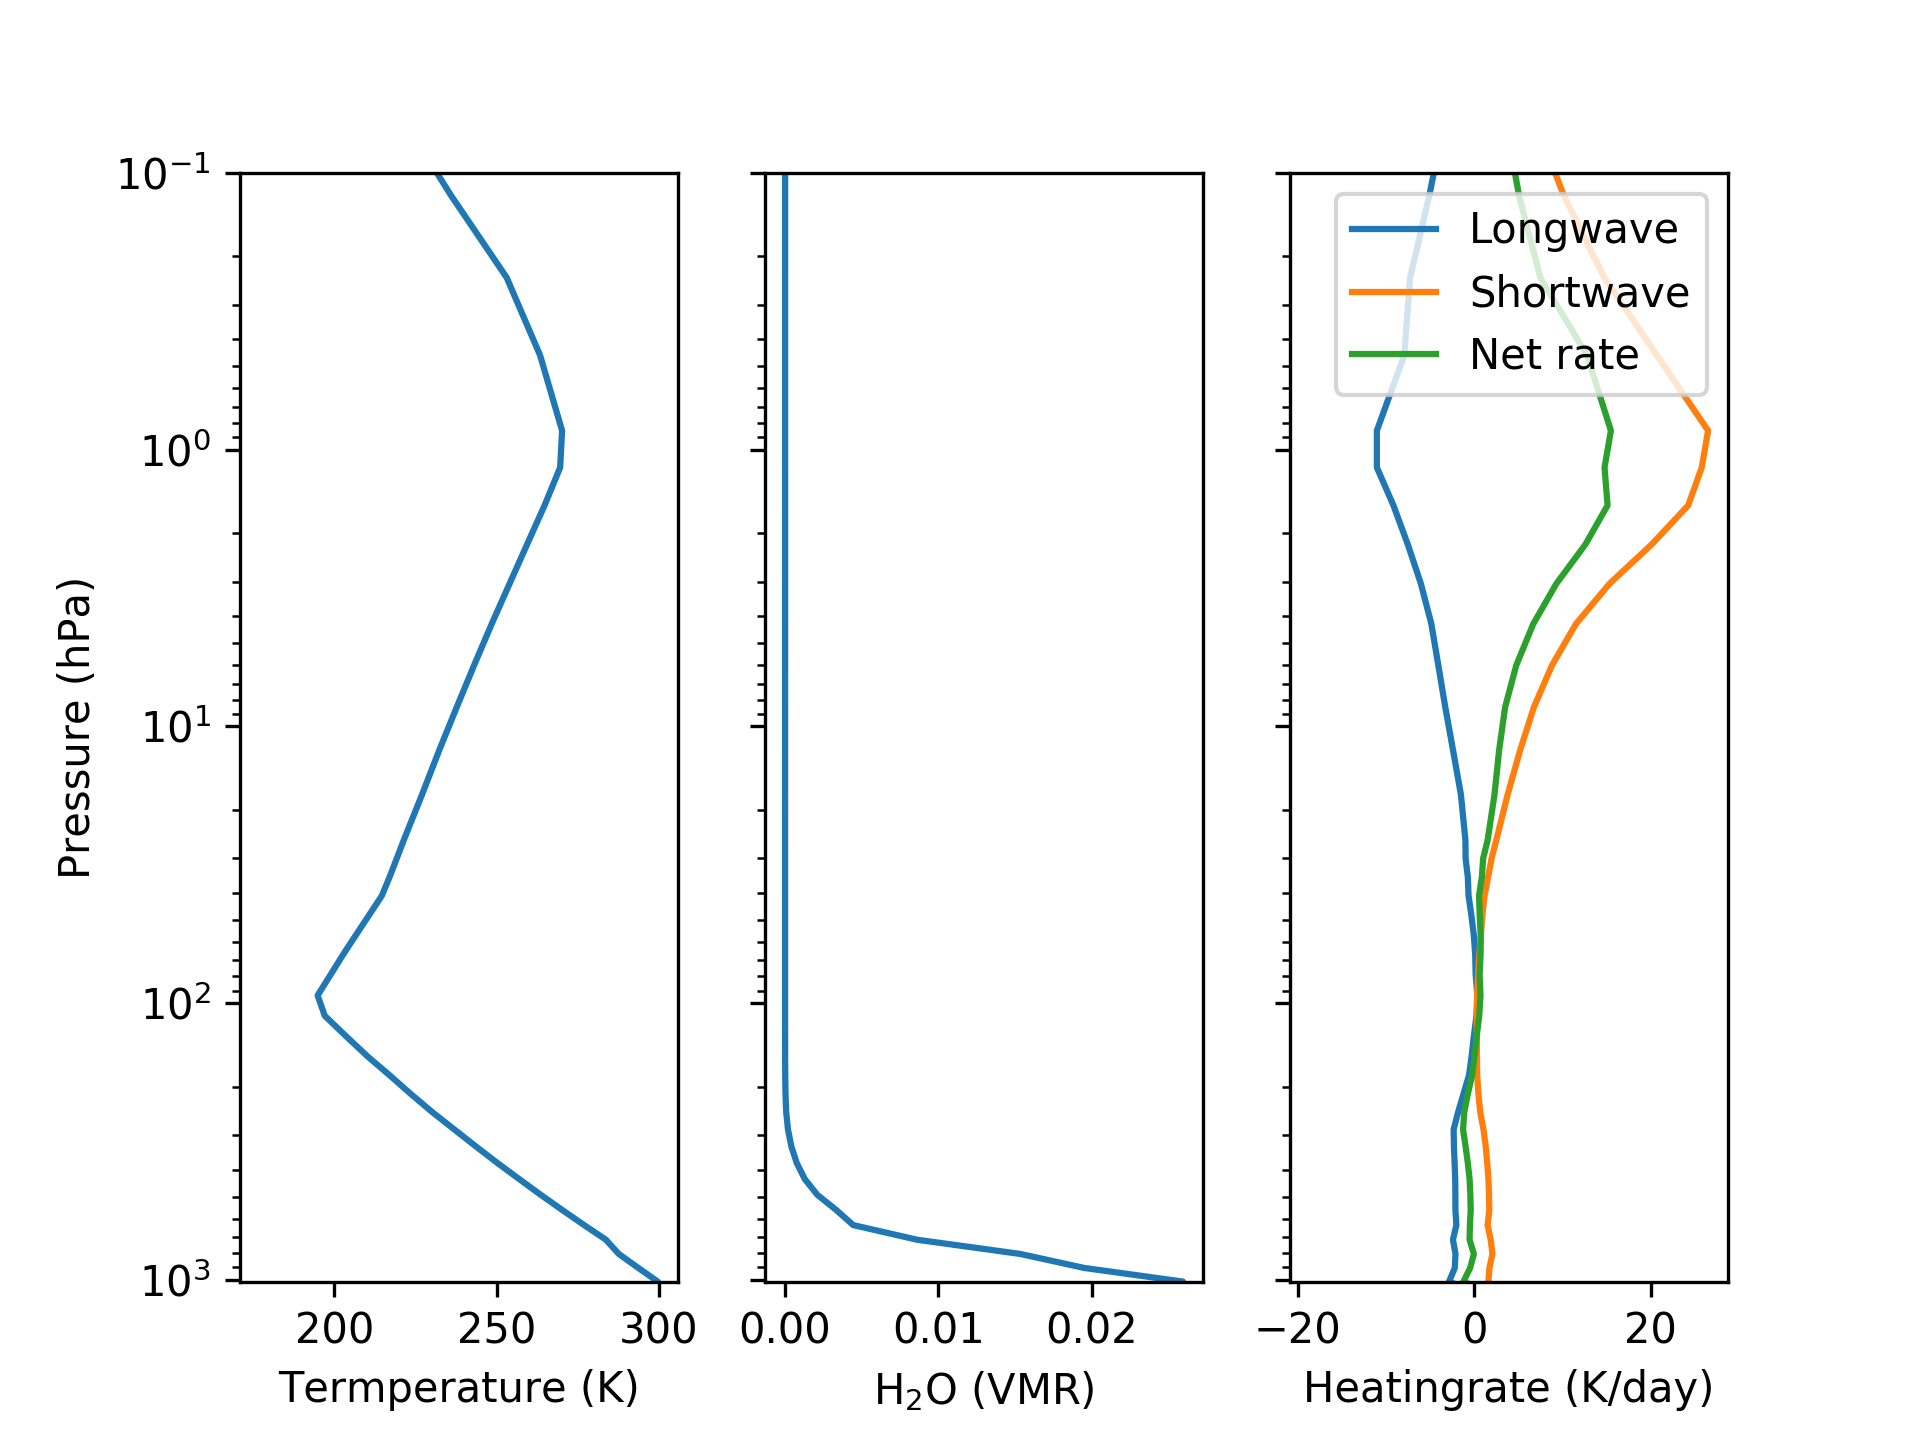 10⁻¹
10⁰
10¹
10²
10³
Pressure (hPa)
200 250 300
Termperature (K)
0.00 0.01 0.02
H₂O (VMR)
Longwave
Shortwave
Net rate
−20 0 20
Heatingrate (K/day)